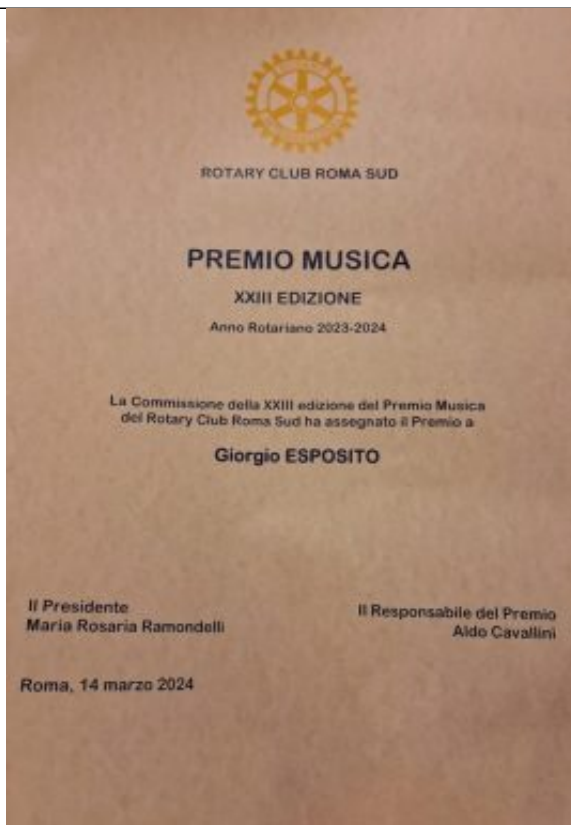 ROTARY CLUB ROMA SUD
PREMIO MUSICA
XXIII EDIZIONE
Anno Rotariano 2023-2024
La Commissione della XXIII edizione del Premio Musica
del Rotary Club Roma Sud ha assegnato il Premio a
Giorgio ESPOSITO
Il Presidente
Maria Rosaria Ramondelli
Il Responsabile del Premio
Aldo Cavallini
Roma, 14 marzo 2024